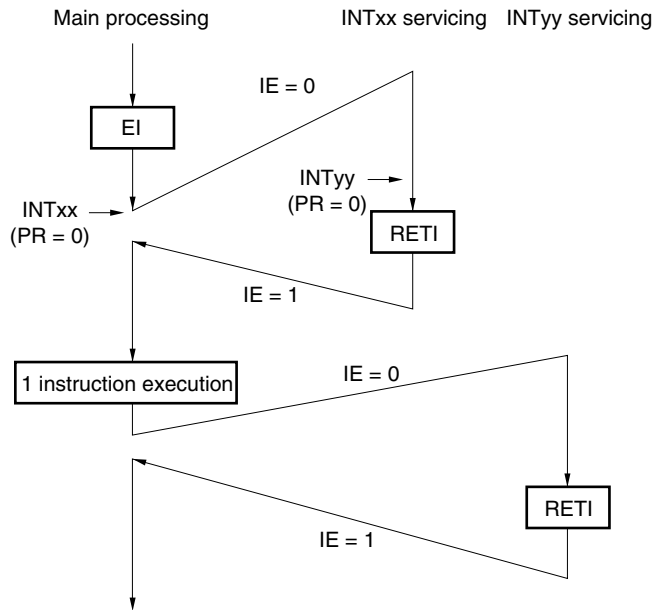 Main processing
INTxx servicing
INTyy servicing
IE = 0
EI
INTyy
(PR = 0)
INTxx
(PR = 0)
RETI
IE = 1
1 instruction execution
IE = 0
RETI
IE = 1